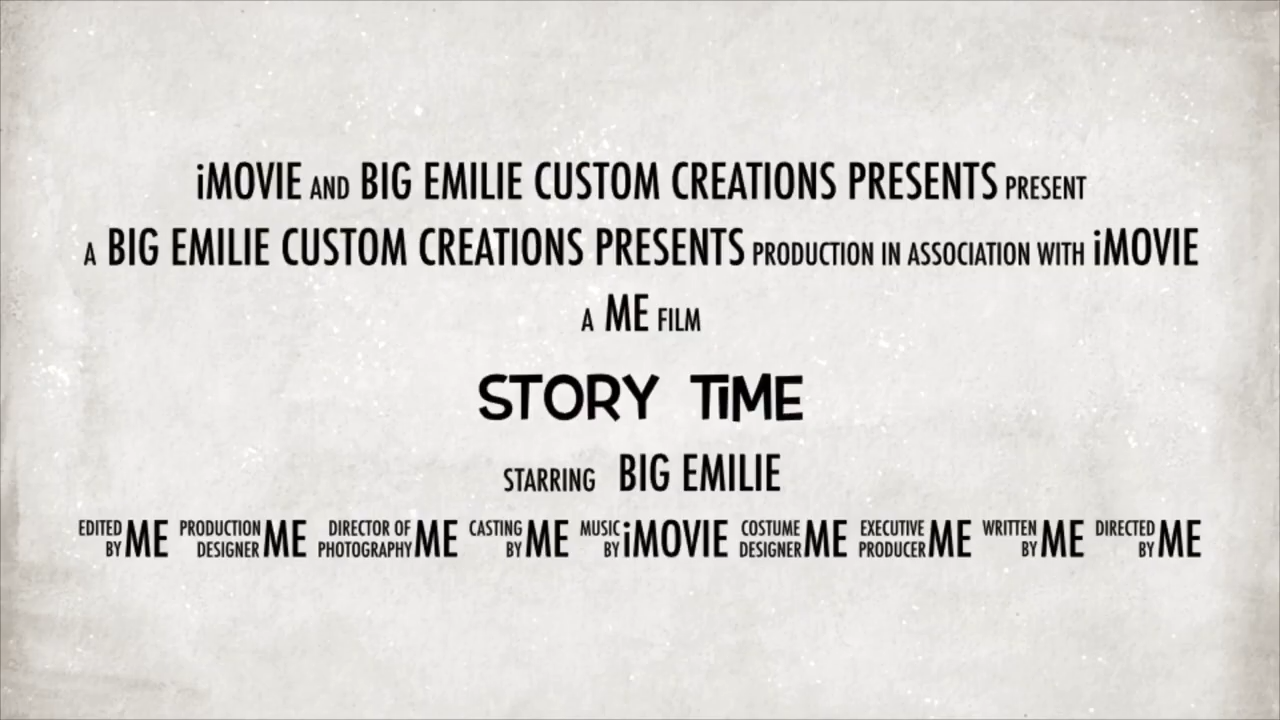 iMOVIE AND BIG EMILIE CUSTOM CREATIONS PRESENTS PRESENT
A BIG EMILIE CUSTOM CREATIONS PRESENTS PRODUCTION IN ASSOCIATION WITH iMOVIE
A ME FILM
STORY TiME
STARRING BIG EMILIE
EDITED BY ME PRODUCTION DESIGNER ME DIRECTOR OF PHOTOGRAPHY ME CASTING BY ME MUSIC BY iMOVIE COSTUME DESIGNER ME EXECUTIVE PRODUCER ME WRITTEN BY ME DIRECTED BY ME